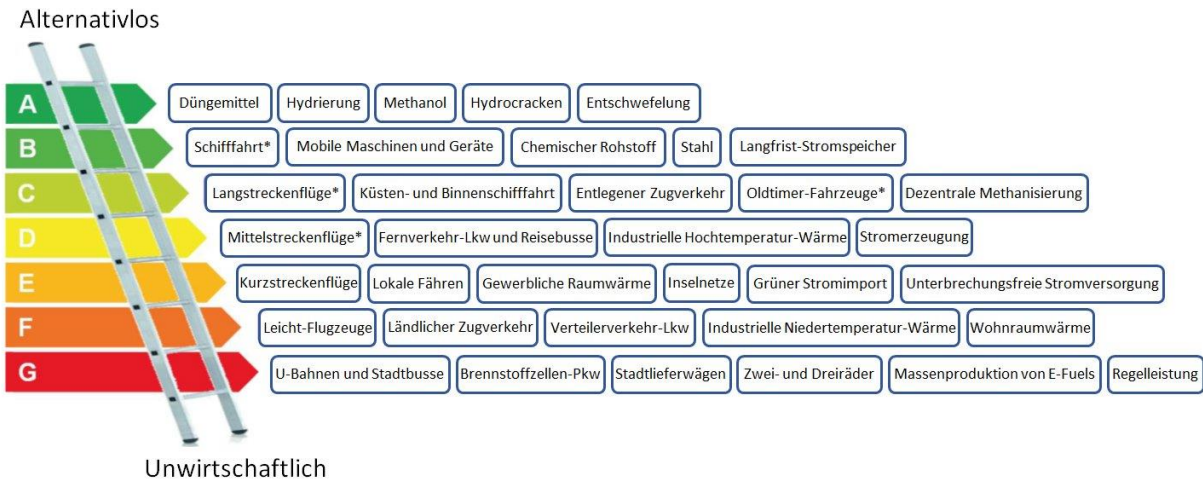 Alternativlos
A Düngemittel Hydrierung Methanol Hydrocracken Entschwefelung
B Schifffahrt* Mobile Maschinen und Geräte Chemischer Rohstoff Stahl Langfrist-Stromspeicher
C Langstreckenflüge* Küsten- und Binnenschifffahrt Entlegener Zugverkehr Oldtimer-Fahrzeuge* Dezentrale Methanisierung
D Mittelstreckenflüge* Fernverkehr-Lkw und Reisebusse Industrielle Hochtemperatur-Wärme Stromerzeugung
E Kurzstreckenflüge Lokale Fähren Gewerbliche Raumwärme Inselnetze Grüner Stromimport Unterbrechungsfreie Stromversorgung
F Leicht-Flugzeuge Ländlicher Zugverkehr Verteilerverkehr-Lkw Industrielle Niedertemperatur-Wärme Wohnraumwärme
G U-Bahnen und Stadtbusse Brennstoffzellen-Pkw Stadtlieferwägen Zwei- und Dreiräder Massenproduktion von E-Fuels Regelleistung
Unwirtschaftlich